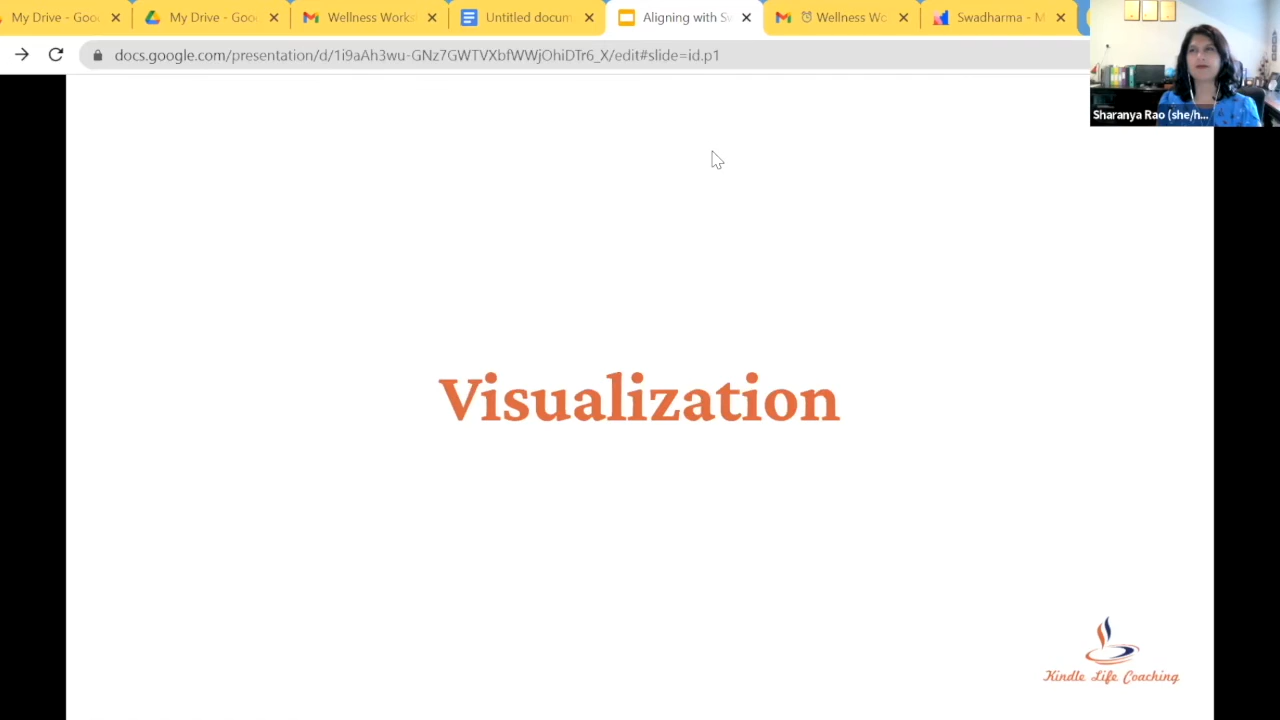 My Drive - Goo
My Drive - Goo
Wellness Works
Untitled docum
Aligning with Sw
Wellness Wo
Swadharma - M
docs.google.com/presentation/d/1i9aAh3wu-GNz7GWTVXbfWWjOhiDTr6_X/edit#slide=id.p1
Sharanya Rao (she/h...
Visualization
Kindle Life Coaching